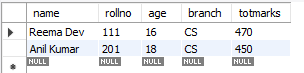 name rollno age branch totmarks
Reema Dev 111 16 CS 470
Anil Kumar 201 18 CS 450
NULL NULL NULL NULL NULL